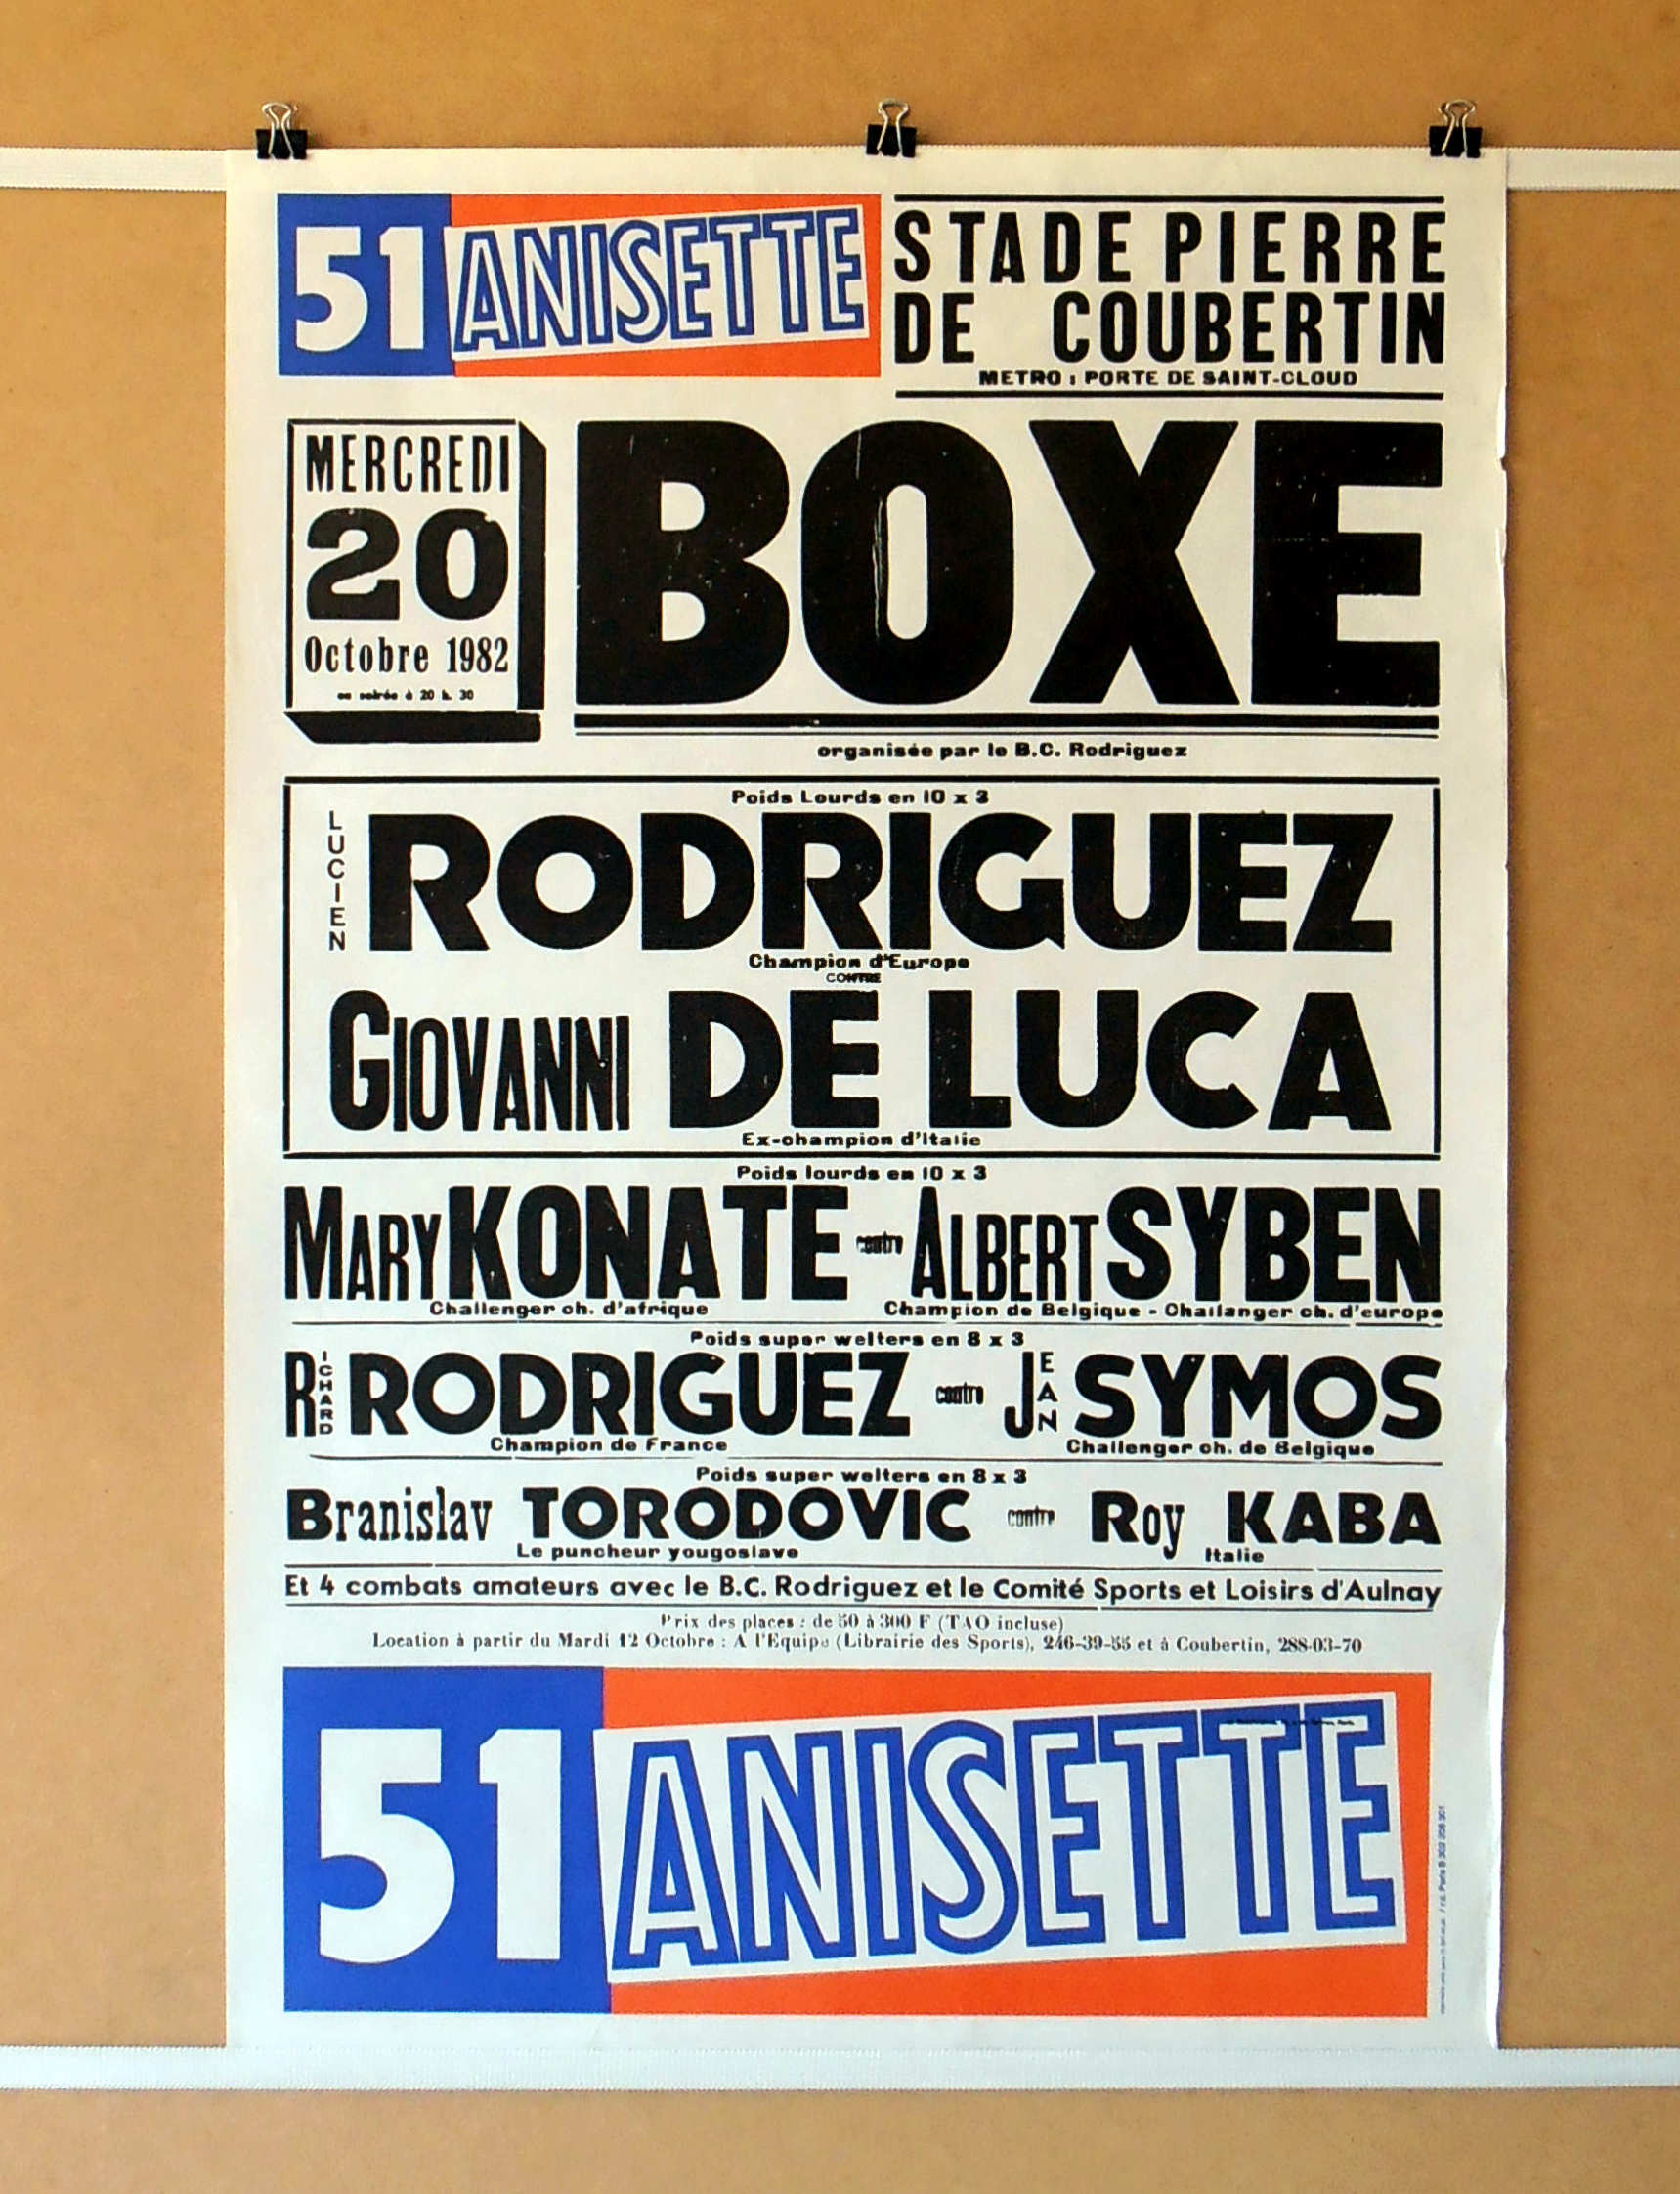 51 ANISETTE
STADE PIERRE
DE COUBERTIN
METRO : PORTE DE SAINT-CLOUD
MERCREDI
20
Octobre 1982
en soirée à 20 h. 30
BOXE
organisée par le B.C. Rodriguez
Poids Lourds en 10 x 3
LUCIEN RODRIGUEZ
Champion d'Europe
CONTRE
GIOVANNI DE LUCA
Ex-champion d'Italie
Poids lourds en 10 x 3
MARY KONATE contre ALBERT SYBEN
Challenger ch. d'afrique Champion de Belgique - Challanger ch. d'europe
Poids super welters en 8 x 3
RICHARD RODRIGUEZ contre JEAN SYMOS
Champion de France Challenger ch. de Belgique
Poids super welters en 8 x 3
Branislav TORODOVIC contre Roy KABA
Le puncheur yougoslave Italie
Et 4 combats amateurs avec le B.C. Rodriguez et le Comité Sports et Loisirs d'Aulnay
Prix des places : de 50 à 300 F (TAO incluse)
Location à partir du Mardi 12 Octobre : A l'Equipe (Librairie des Sports), 246-39-55 et à Coubertin, 288-03-70
51 ANISETTE